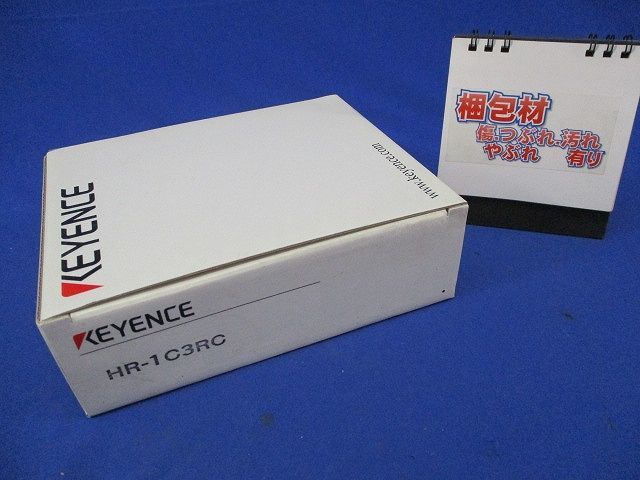 KEYENCE
www.keyence.com
KEYENCE
HR-1C3RC
梱包材
傷.つぶれ.汚れ
やぶれ 有り